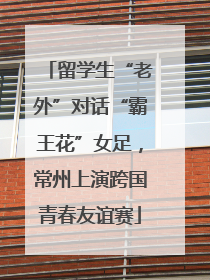 「留学生“老
外”对话“霸
王花”女足，
常州上演跨国
青春友谊赛」